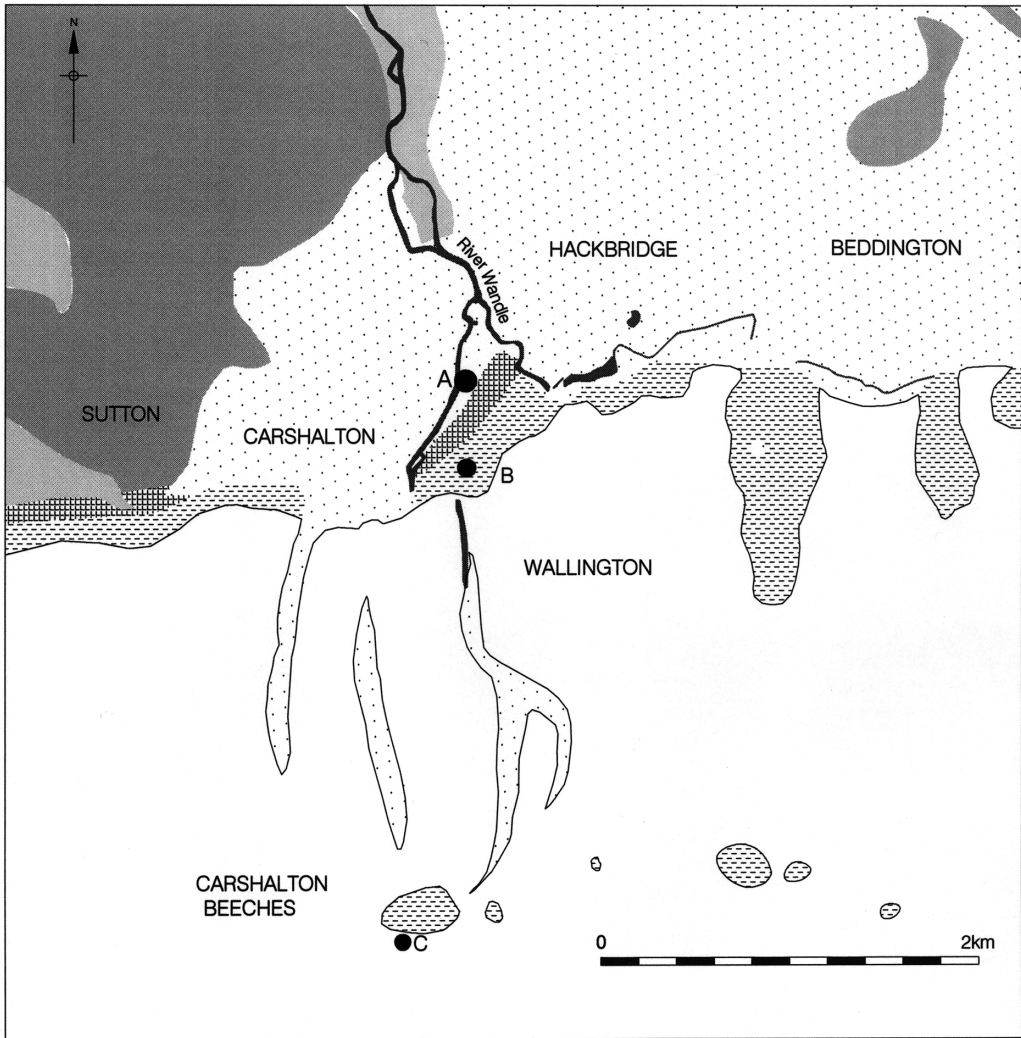 N
River Wandle
HACKBRIDGE
BEDDINGTON
A
SUTTON
CARSHALTON
B
WALLINGTON
CARSHALTON
BEECHES
C
0
2km